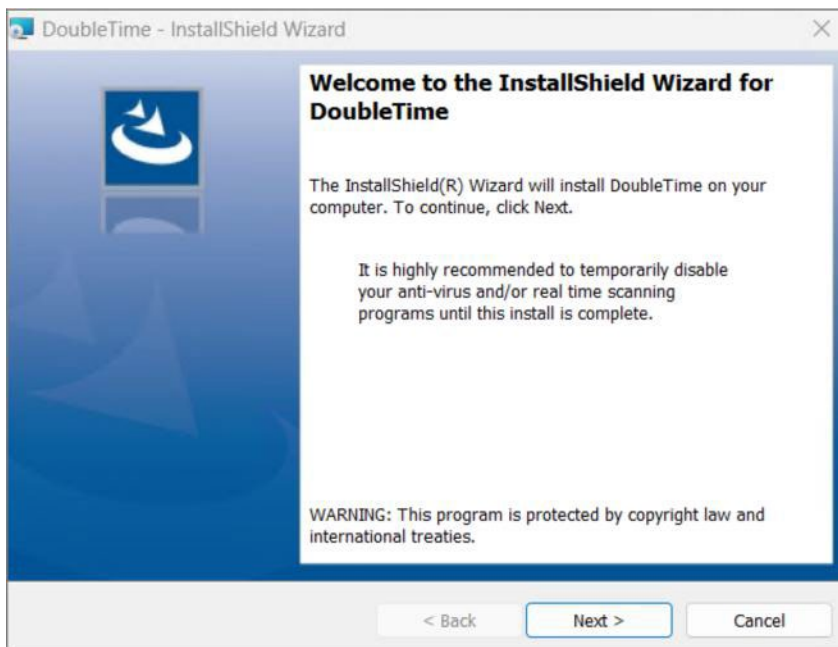 DoubleTime - InstallShield Wizard
Welcome to the InstallShield Wizard for
DoubleTime
The InstallShield(R) Wizard will install DoubleTime on your
computer. To continue, click Next.
It is highly recommended to temporarily disable
your anti-virus and/or real time scanning
programs until this install is complete.
WARNING: This program is protected by copyright law and
international treaties.
< Back
Next >
Cancel